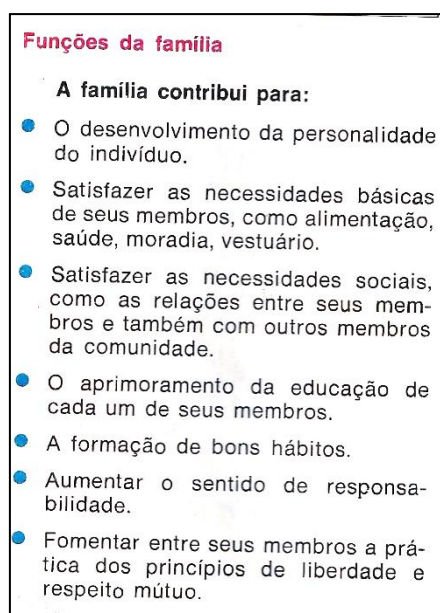 Funções da família
A família contribui para:
O desenvolvimento da personalidade
do indivíduo.
Satisfazer as necessidades básicas
de seus membros, como alimentação,
saúde, moradia, vestuário.
Satisfazer as necessidades sociais,
como as relações entre seus mem-
bros e também com outros membros
da comunidade.
O aprimoramento da educação de
cada um de seus membros.
A formação de bons hábitos.
Aumentar o sentido de responsa-
bilidade.
Fomentar entre seus membros a prá-
tica dos princípios de liberdade e
respeito mútuo.